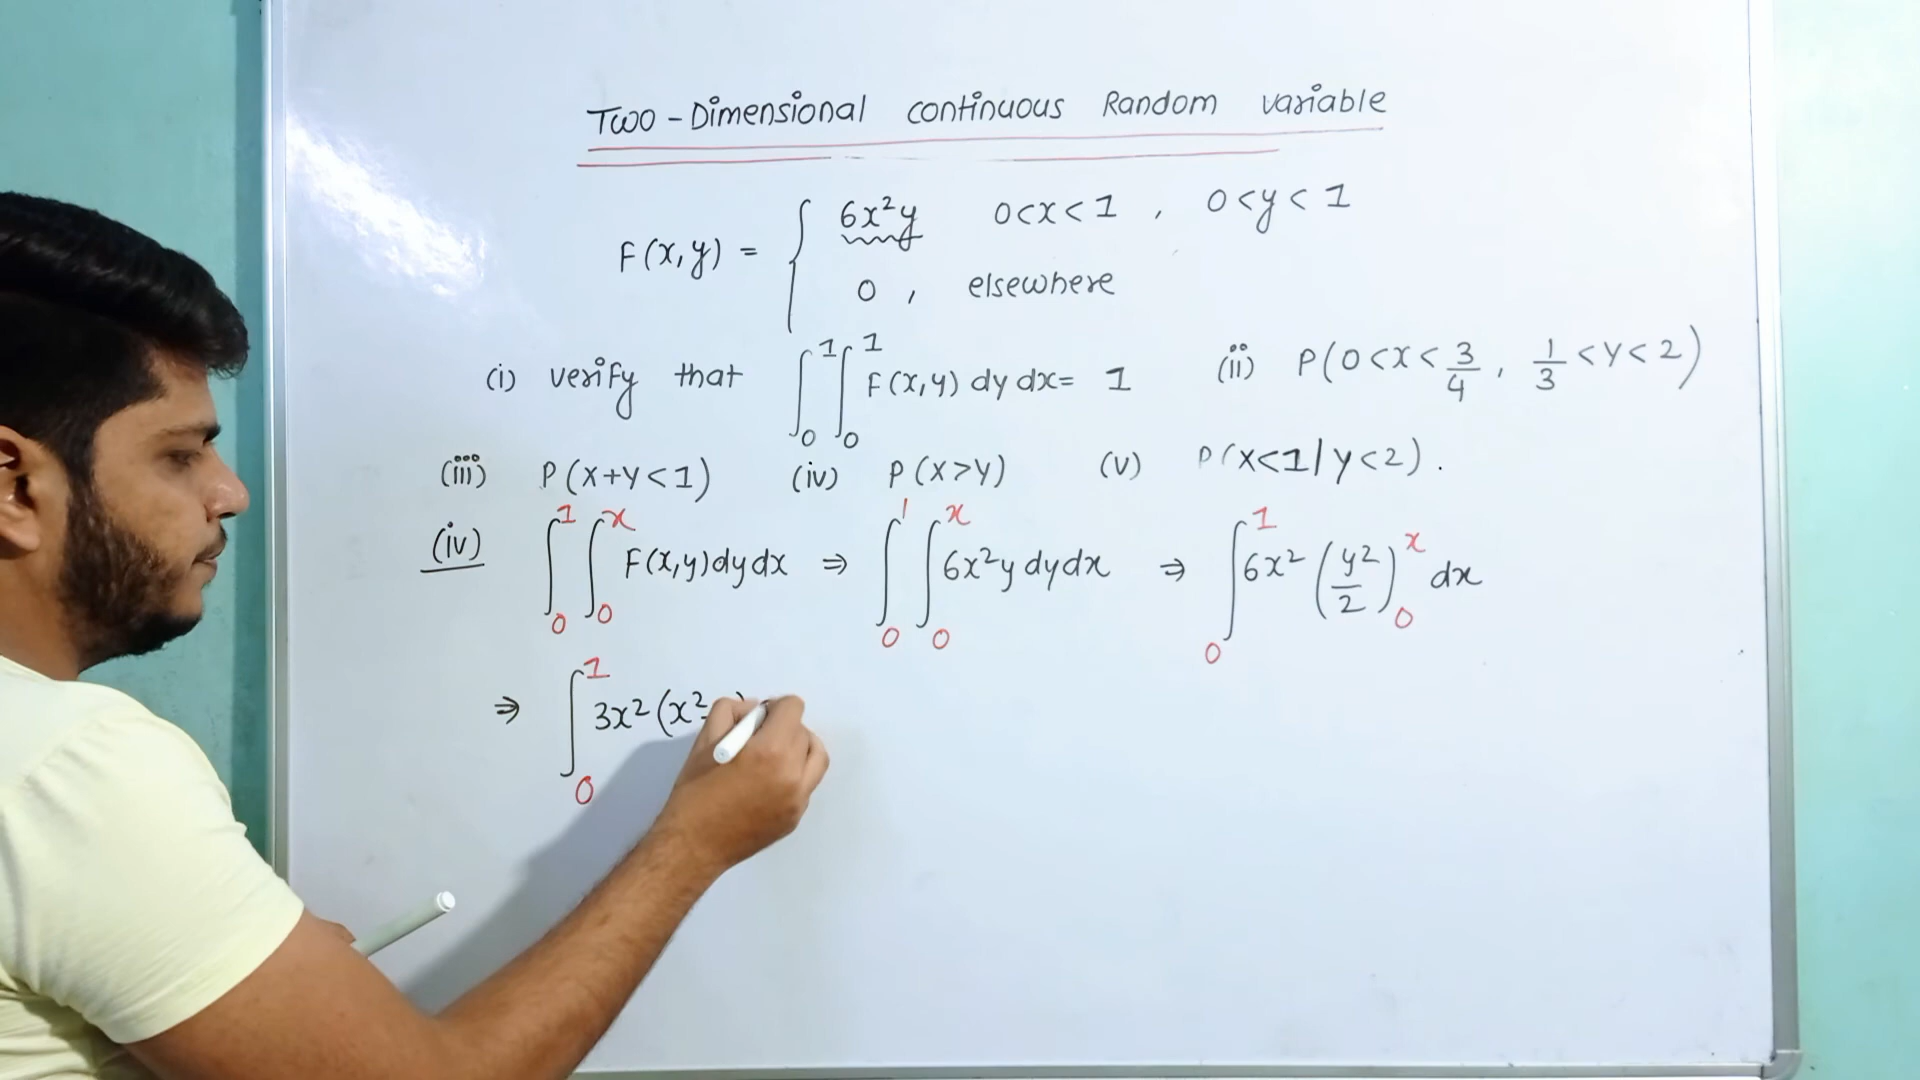 Two-Dimensional continuous Random variable
F(x,y) = { 6x²y 0<x<1 , 0<y<1
0 , elsewhere
(i) verify that ∫₀¹ ∫₀¹ F(x,y) dy dx = 1 (ii) P(0<x<3/4 , 1/3<y<2)
(iii) P(x+y<1) (iv) P(x>y) (v) P(x<1/y<2).
(iv) ∫₀¹ ∫₀ˣ F(x,y)dydx ⇒ ∫₀¹ ∫₀ˣ 6x²y dydx ⇒ ∫₀¹ 6x² (y²/2)₀ˣ dx
⇒ ∫₀¹ 3x²(x²